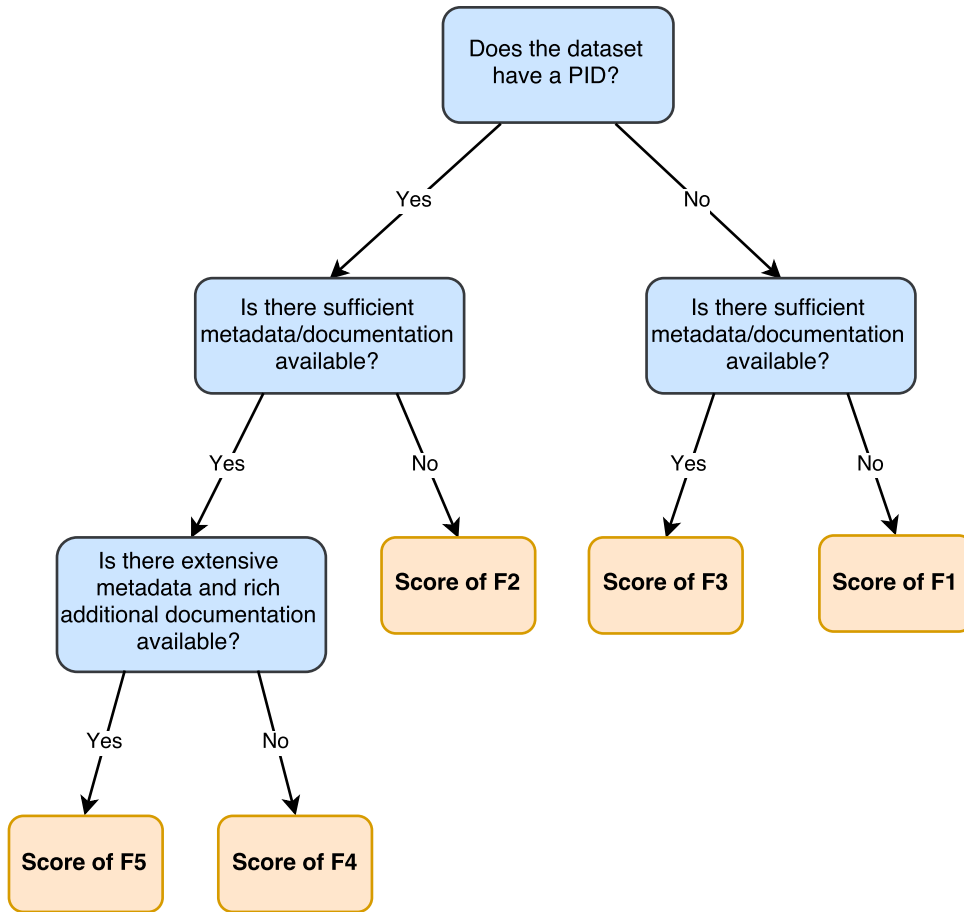 Does the dataset
have a PID?
Yes
No
Is there sufficient
metadata/documentation
available?
Is there sufficient
metadata/documentation
available?
Yes
No
Yes
No
Is there extensive
metadata and rich
additional documentation
available?
Score of F2
Score of F3
Score of F1
Yes
No
Score of F5
Score of F4